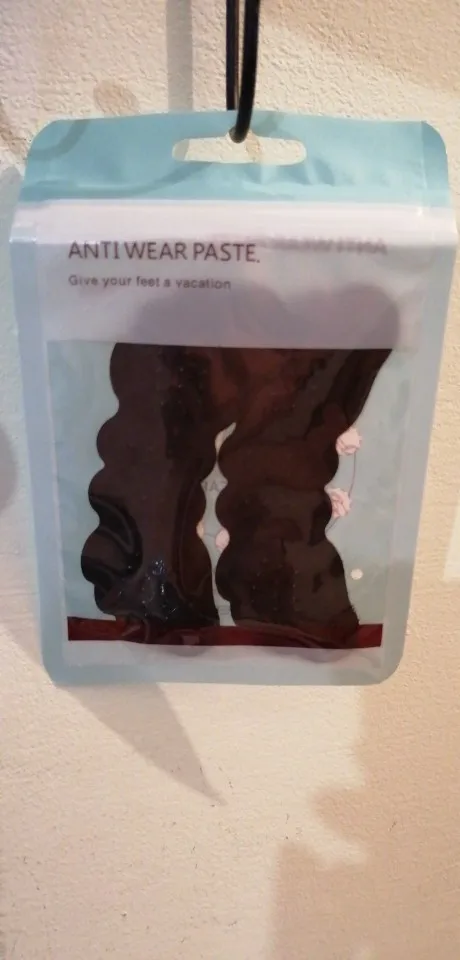 ANTI WEAR PASTE.
Give your feet a vacation